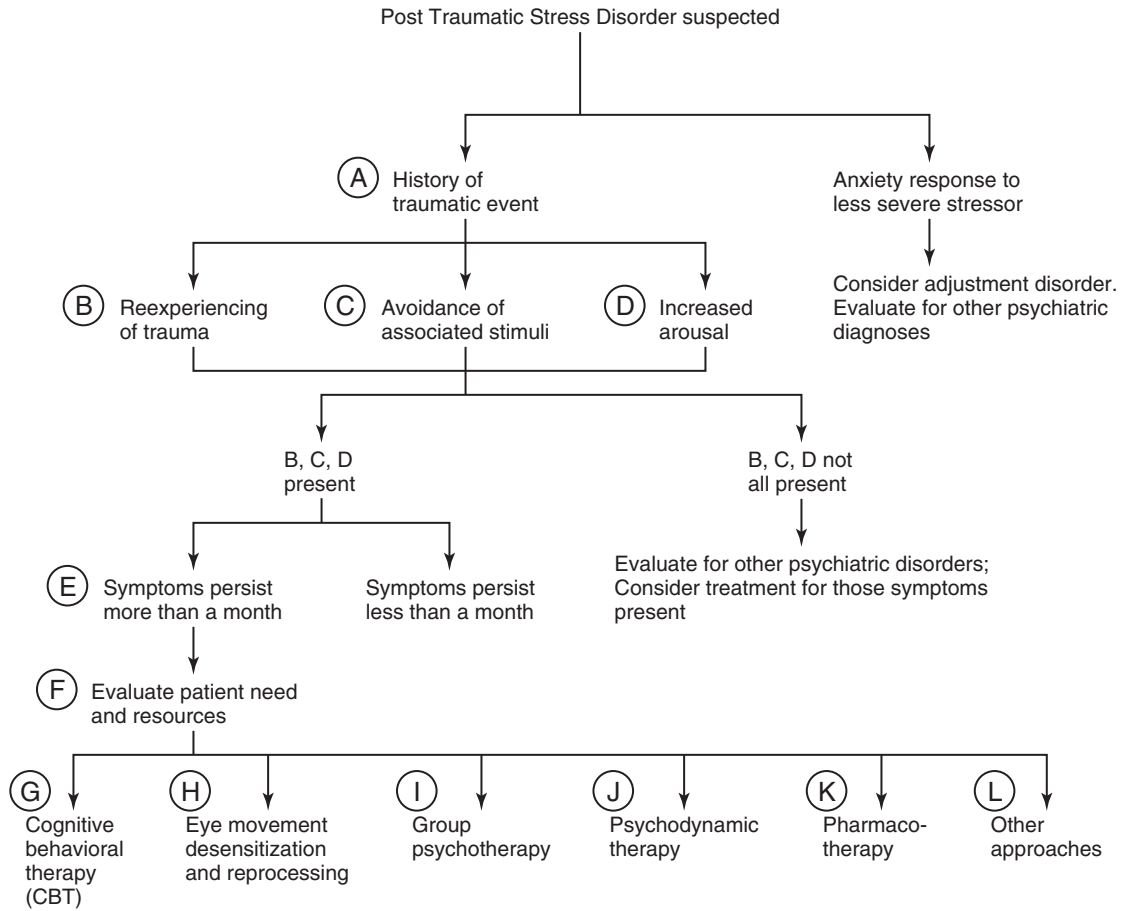 Post Traumatic Stress Disorder suspected
A
History of
traumatic event
Anxiety response to
less severe stressor
B
Reexperiencing
of trauma
C
Avoidance of
associated stimuli
D
Increased
arousal
Consider adjustment disorder.
Evaluate for other psychiatric
diagnoses
B, C, D
present
B, C, D not
all present
E
Symptoms persist
more than a month
Symptoms persist
less than a month
Evaluate for other psychiatric disorders;
Consider treatment for those symptoms
present
F
Evaluate patient need
and resources
G
Cognitive
behavioral
therapy
(CBT)
H
Eye movement
desensitization
and reprocessing
I
Group
psychotherapy
J
Psychodynamic
therapy
K
Pharmaco-
therapy
L
Other
approaches